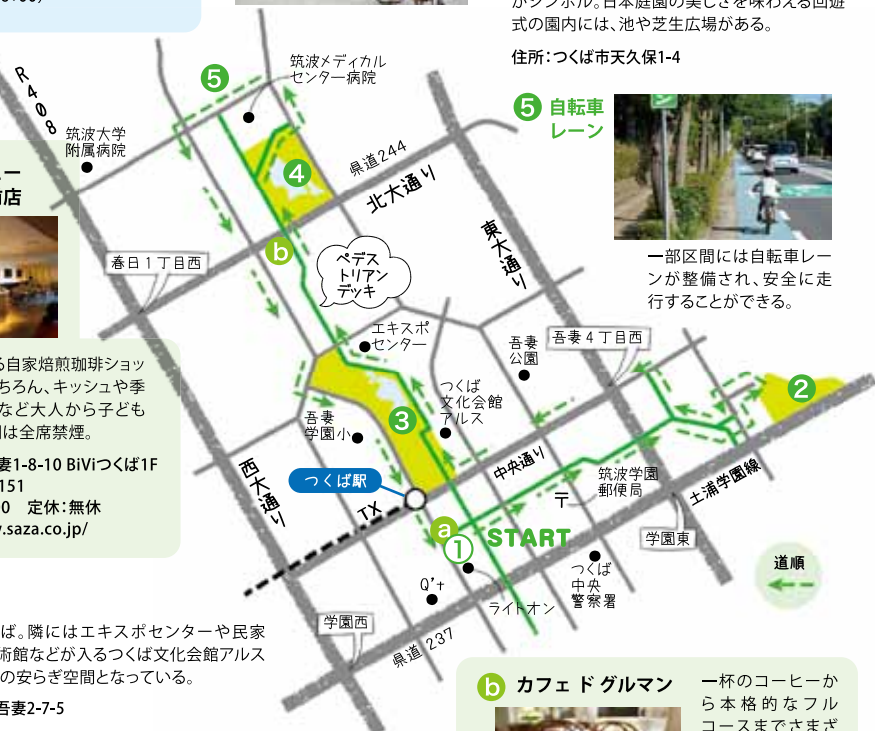 がシンボル。日本庭園の美しさを味わえる回遊
式の園内には、池や芝生広場がある。
住所：つくば市天久保1-4
5 自転車
レーン
一部区間には自転車レー
ンが整備され、安全に走
行することができる。
R408
5
筑波メディカル
センター病院
筑波大学
附属病院
4
県道244
北大通り
東大通り
b
ペデス
トリアン
デッキ
春日1丁目西
エキスポ
センター
吾妻
公園
吾妻4丁目西
2
つくば
文化会館
アルス
3
吾妻
学園小
西大通り
つくば駅
TX
中央通り
〒
筑波学園
郵便局
土浦学園線
学園東
a
1
START
つくば
中央
警察署
Q't
ライトオン
道順
学園西
県道237
店
る自家焙煎珈琲ショッ
ちろん、キッシュや季
など大人から子ども
は全席禁煙。
妻1-8-10 BiViつくば1F
151
0 定休：無休
.saza.co.jp/
ば。隣にはエキスポセンターや民家
術館などが入るつくば文化会館アルス
の安らぎ空間となっている。
吾妻2-7-5
b カフェ ド グルマン
一杯のコーヒーか
ら本格的なフル
コースまでさまざ